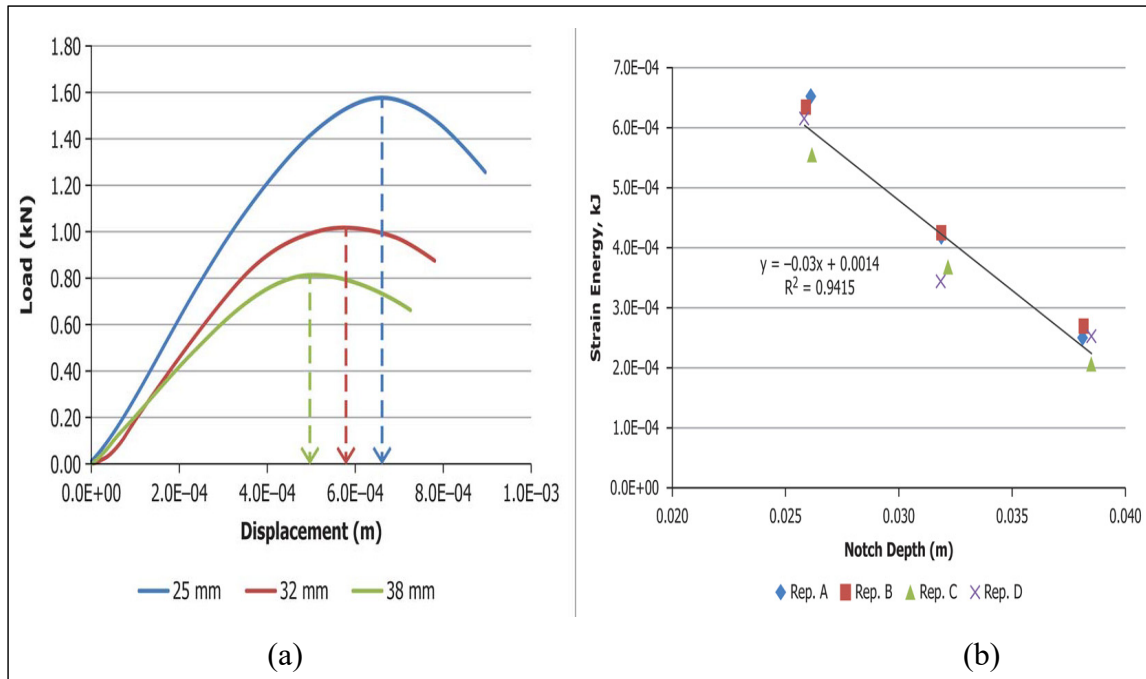 1.80
1.60
1.40
1.20
1.00
0.80
0.60
0.40
0.20
0.00
Load (kN)
0.0E+00 2.0E–04 4.0E–04 6.0E–04 8.0E–04 1.0E–03
Displacement (m)
25 mm 32 mm 38 mm
(a)
7.0E–04
6.0E–04
5.0E–04
4.0E–04
3.0E–04
2.0E–04
1.0E–04
0.0E+00
Strain Energy, kJ
y = –0.03x + 0.0014
R² = 0.9415
0.020 0.025 0.030 0.035 0.040
Notch Depth (m)
Rep. A Rep. B Rep. C Rep. D
(b)